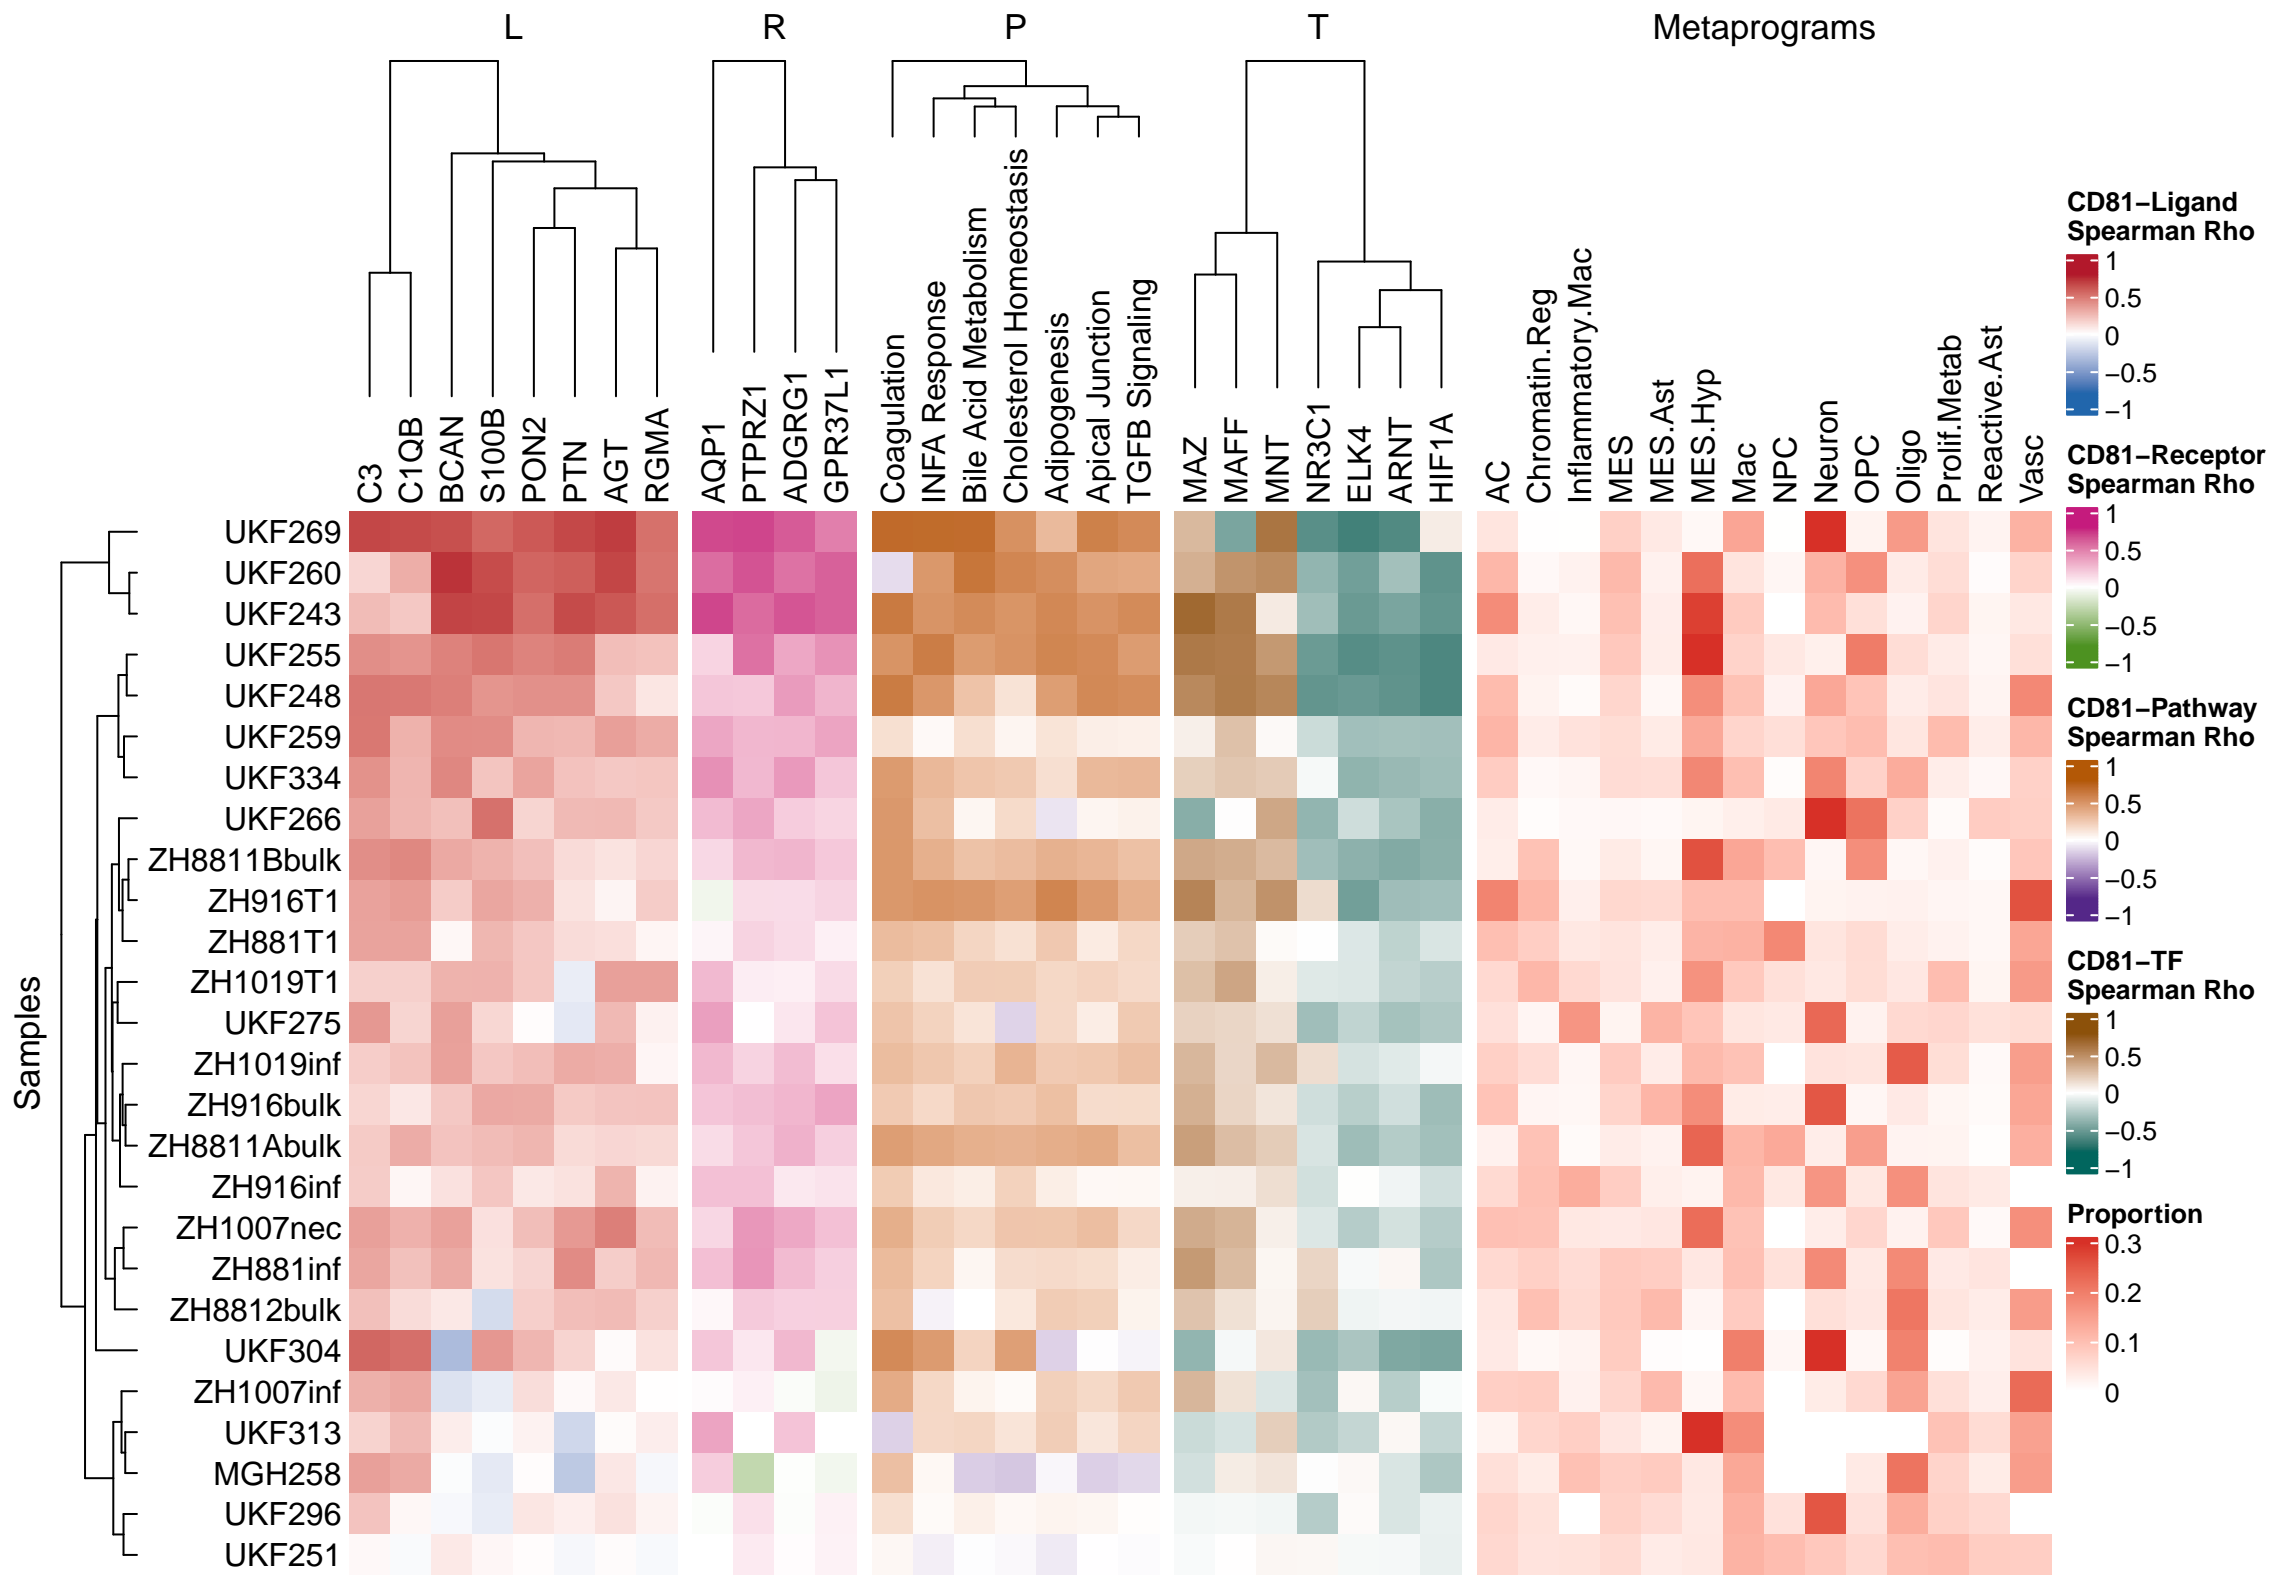 L
R
P
T
Metaprograms
C3
C1QB
BCAN
S100B
PON2
PTN
AGT
RGMA
AQP1
PTPRZ1
ADGRG1
GPR37L1
Coagulation
INFA Response
Bile Acid Metabolism
Cholesterol Homeostasis
Adipogenesis
Apical Junction
TGFB Signaling
MAZ
MAFF
MNT
NR3C1
ELK4
ARNT
HIF1A
AC
Chromatin.Reg
Inflammatory.Mac
MES
MES.Ast
MES.Hyp
Mac
NPC
Neuron
OPC
Oligo
Prolif.Metab
Reactive.Ast
Vasc
Samples
UKF269
UKF260
UKF243
UKF255
UKF248
UKF259
UKF334
UKF266
ZH8811Bbulk
ZH916T1
ZH881T1
ZH1019T1
UKF275
ZH1019inf
ZH916bulk
ZH8811Abulk
ZH916inf
ZH1007nec
ZH881inf
ZH8812bulk
UKF304
ZH1007inf
UKF313
MGH258
UKF296
UKF251
CD81−Ligand
Spearman Rho
1
0.5
0
−0.5
−1
CD81−Receptor
Spearman Rho
1
0.5
0
−0.5
−1
CD81−Pathway
Spearman Rho
1
0.5
0
−0.5
−1
CD81−TF
Spearman Rho
1
0.5
0
−0.5
−1
Proportion
0.3
0.2
0.1
0